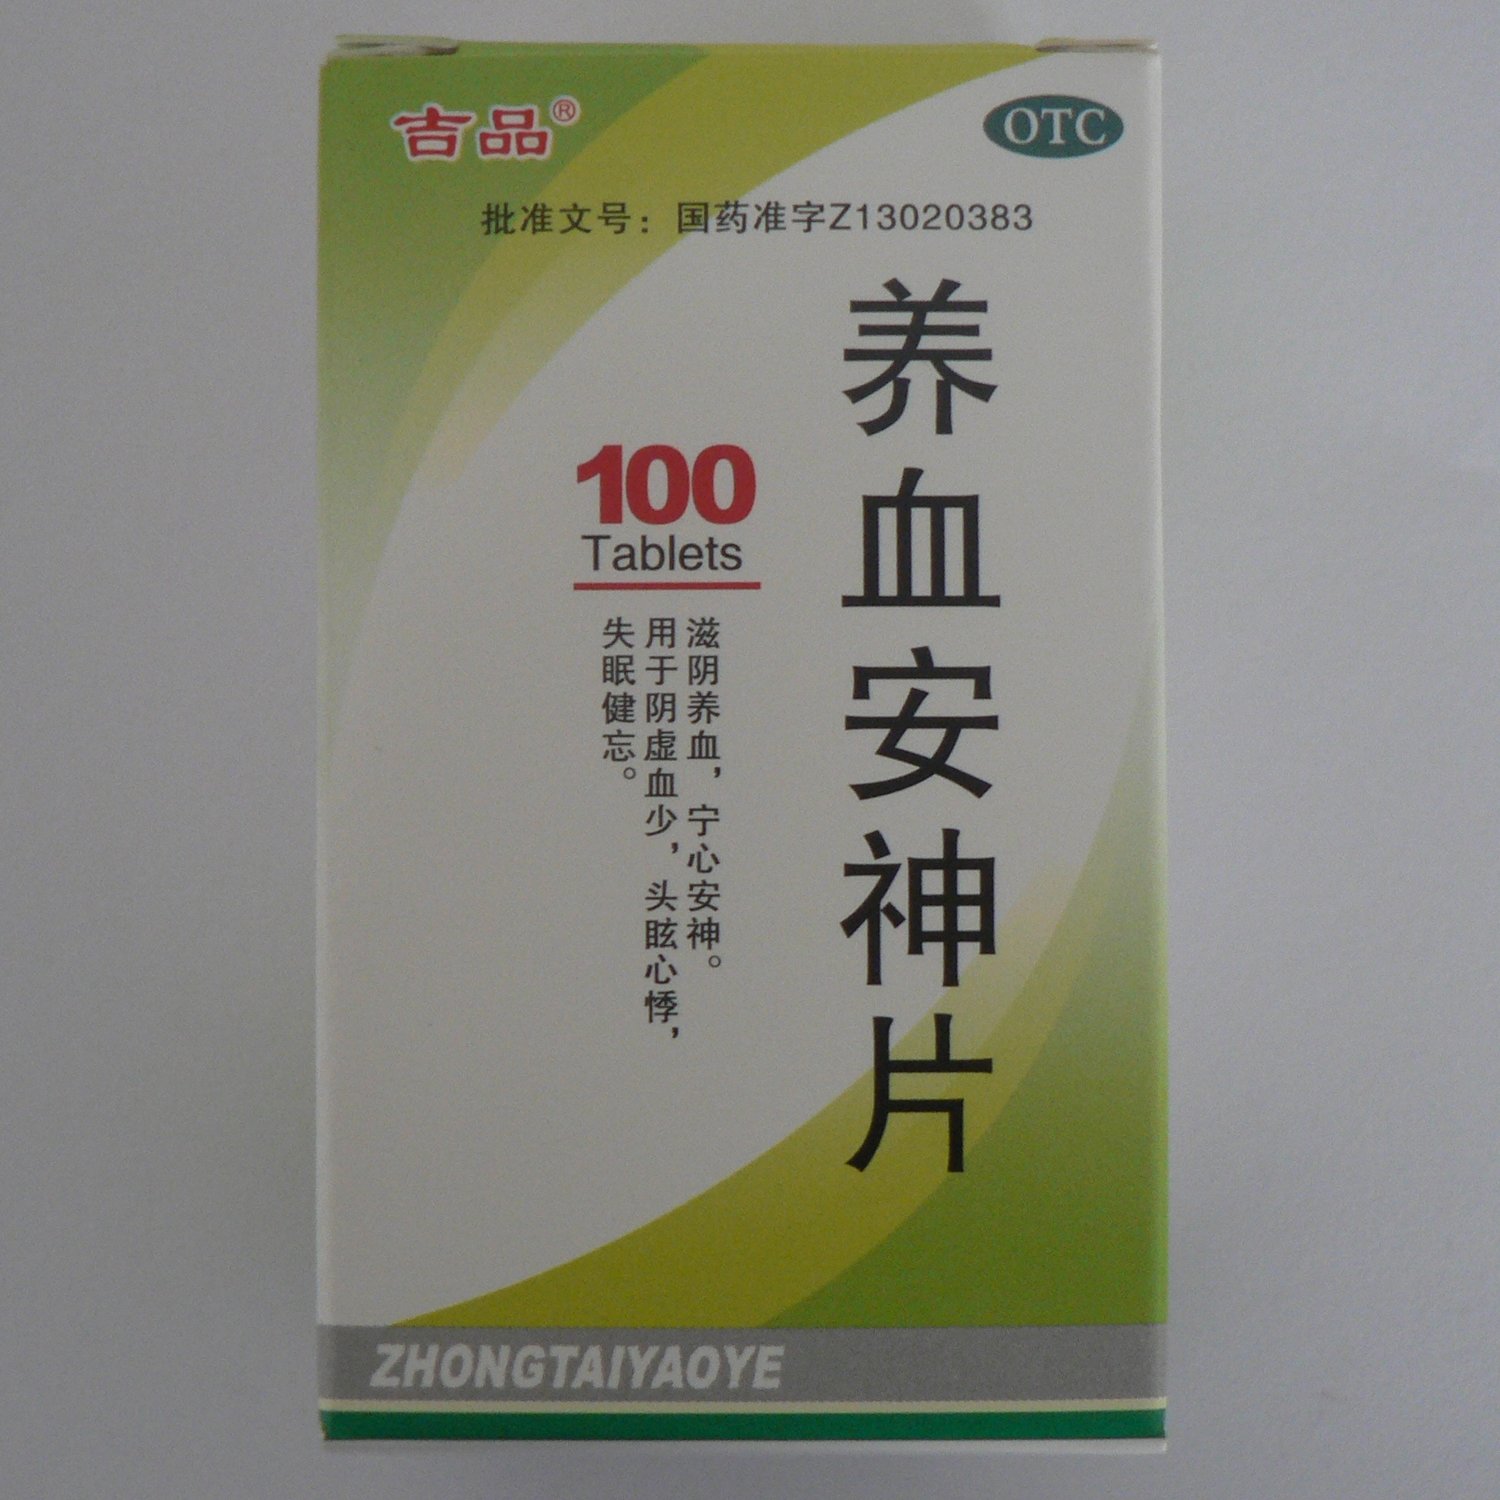 吉品®
OTC
批准文号：国药准字Z13020383
养血安神片
100
Tablets
滋阴养血，宁心安神。
用于阴虚血少，头眩心悸，
失眠健忘。
ZHONGTAIYAOYE